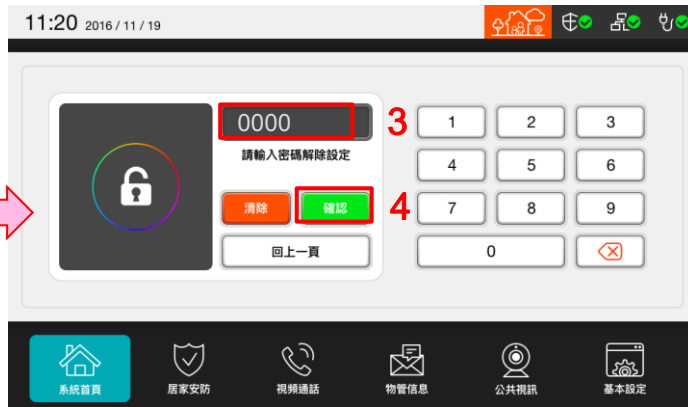 11:20 2016 / 11 / 19
0000
3
請輸入密碼解除設定
清除
確認
4
回上一頁
1 2 3
4 5 6
7 8 9
0
系統首頁
居家安防
視頻通話
物管信息
公共視訊
基本設定